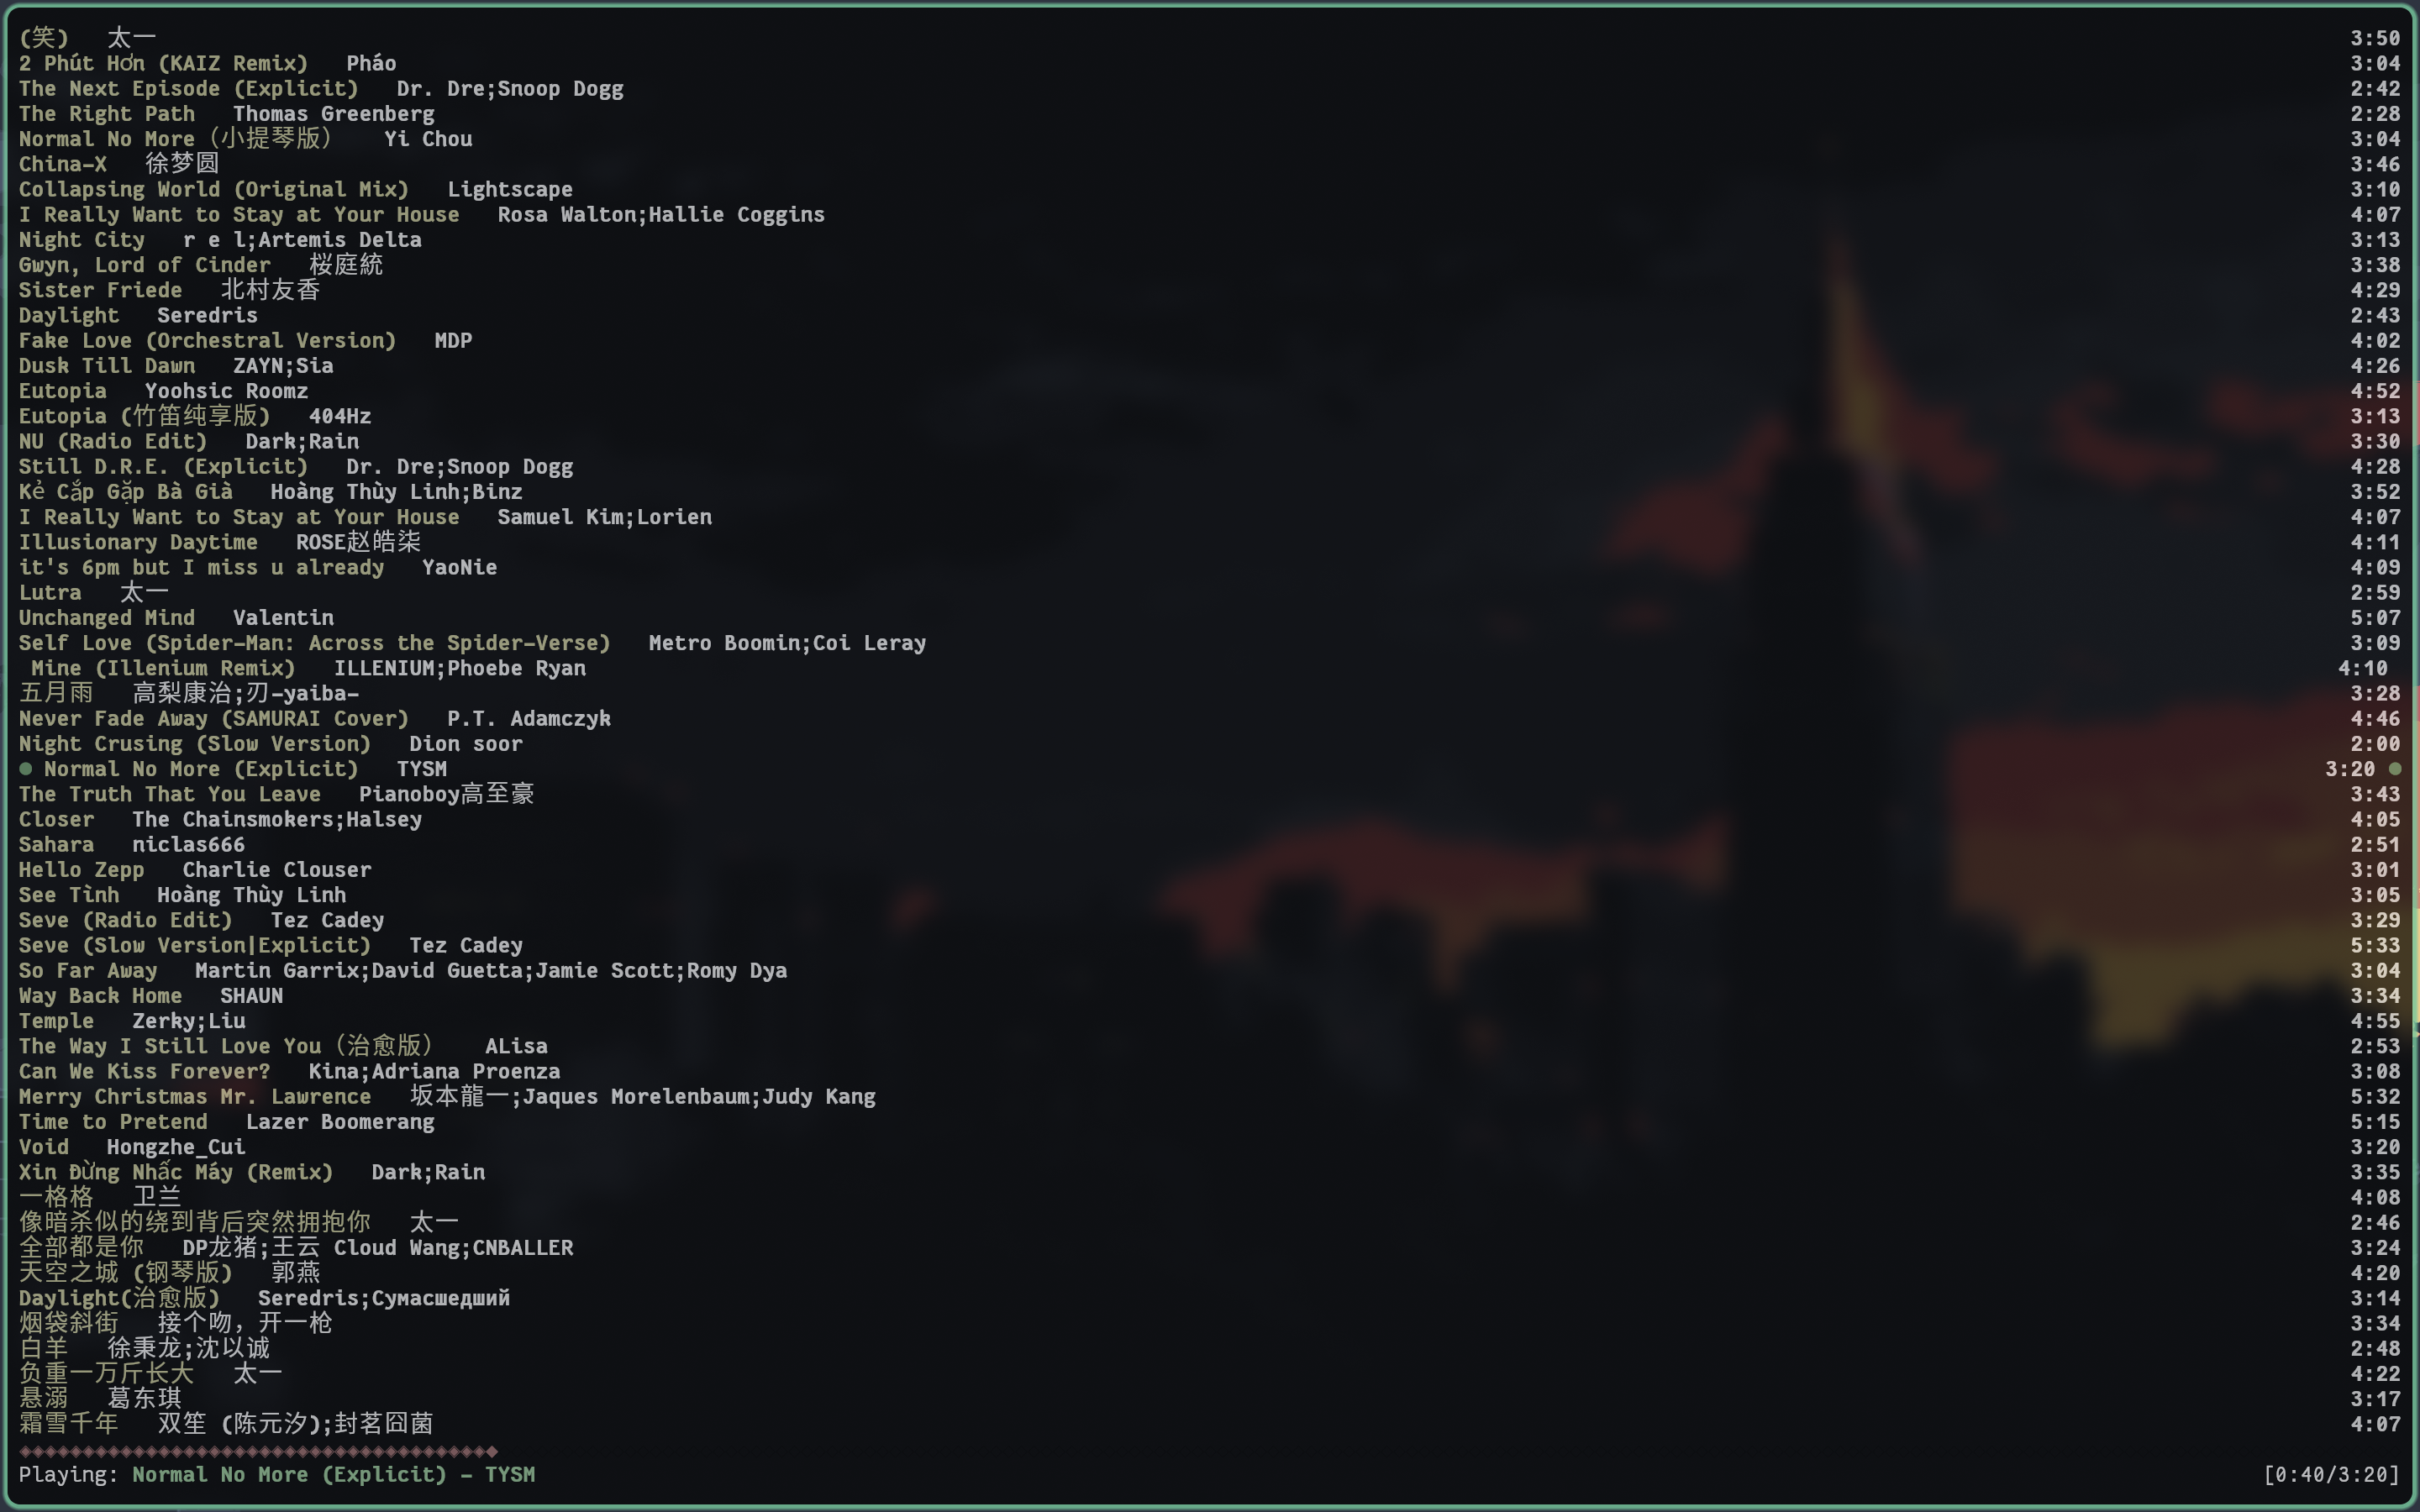 (笑)   太一   3:50
2 Phút Hơn (KAIZ Remix)   Pháo   3:04
The Next Episode (Explicit)   Dr. Dre;Snoop Dogg   2:42
The Right Path   Thomas Greenberg   2:28
Normal No More（小提琴版）   Yi Chou   3:04
China-X   徐梦圆   3:46
Collapsing World (Original Mix)   Lightscape   3:10
I Really Want to Stay at Your House   Rosa Walton;Hallie Coggins   4:07
Night City   r e l;Artemis Delta   3:13
Gwyn, Lord of Cinder   桜庭統   3:38
Sister Friede   北村友香   4:29
Daylight   Seredris   2:43
Fake Love (Orchestral Version)   MDP   4:02
Dusk Till Dawn   ZAYN;Sia   4:26
Eutopia   Yoohsic Roomz   4:52
Eutopia (竹笛纯享版)   404Hz   3:13
NU (Radio Edit)   Dark;Rain   3:30
Still D.R.E. (Explicit)   Dr. Dre;Snoop Dogg   4:28
Kẻ Cắp Gặp Bà Già   Hoàng Thùy Linh;Binz   3:52
I Really Want to Stay at Your House   Samuel Kim;Lorien   4:07
Illusionary Daytime   ROSE赵皓柒   4:11
it's 6pm but I miss u already   YaoNie   4:09
Lutra   太一   2:59
Unchanged Mind   Valentin   5:07
Self Love (Spider-Man: Across the Spider-Verse)   Metro Boomin;Coi Leray   3:09
Mine (Illenium Remix)   ILLENIUM;Phoebe Ryan   4:10
五月雨   高梨康治;刃-yaiba-   3:28
Never Fade Away (SAMURAI Cover)   P.T. Adamczyk   4:46
Night Crusing (Slow Version)   Dion soor   2:00
● Normal No More (Explicit)   TYSM   3:20 ●
The Truth That You Leave   Pianoboy高至豪   3:43
Closer   The Chainsmokers;Halsey   4:05
Sahara   niclas666   2:51
Hello Zepp   Charlie Clouser   3:01
See Tình   Hoàng Thùy Linh   3:05
Seve (Radio Edit)   Tez Cadey   3:29
Seve (Slow Version|Explicit)   Tez Cadey   5:33
So Far Away   Martin Garrix;David Guetta;Jamie Scott;Romy Dya   3:04
Way Back Home   SHAUN   3:34
Temple   Zerky;Liu   4:55
The Way I Still Love You（治愈版）   ALisa   2:53
Can We Kiss Forever?   Kina;Adriana Proenza   3:08
Merry Christmas Mr. Lawrence   坂本龍一;Jaques Morelenbaum;Judy Kang   5:32
Time to Pretend   Lazer Boomerang   5:15
Void   Hongzhe_Cui   3:20
Xin Đừng Nhấc Máy (Remix)   Dark;Rain   3:35
一格格   卫兰   4:08
像暗杀似的绕到背后突然拥抱你   太一   2:46
全部都是你   DP龙猪;王云 Cloud Wang;CNBALLER   3:24
天空之城 (钢琴版)   郭燕   4:20
Daylight(治愈版)   Seredris;Сумасшедший   3:14
烟袋斜街   接个吻，开一枪   3:34
白羊   徐秉龙;沈以诚   2:48
负重一万斤长大   太一   4:22
悬溺   葛东琪   3:17
霜雪千年   双笙 (陈元汐);封茗囧菌   4:07
Playing: Normal No More (Explicit) - TYSM   [0:40/3:20]